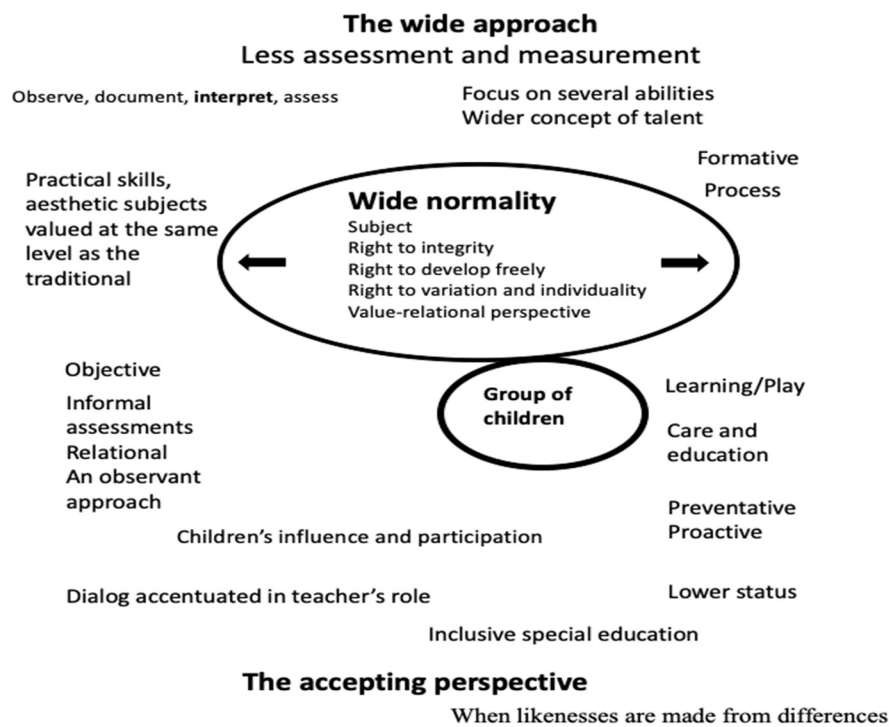 The wide approach
Less assessment and measurement
Observe, document, interpret, assess
Focus on several abilities
Wider concept of talent
Formative
Process
Practical skills,
aesthetic subjects
valued at the same
level as the
traditional
Wide normality
Subject
Right to integrity
Right to develop freely
Right to variation and individuality
Value-relational perspective
Objective
Informal
assessments
Relational
An observant
approach
Group of
children
Learning/Play
Care and
education
Preventative
Proactive
Children's influence and participation
Dialog accentuated in teacher's role
Lower status
Inclusive special education
The accepting perspective
When likenesses are made from differences